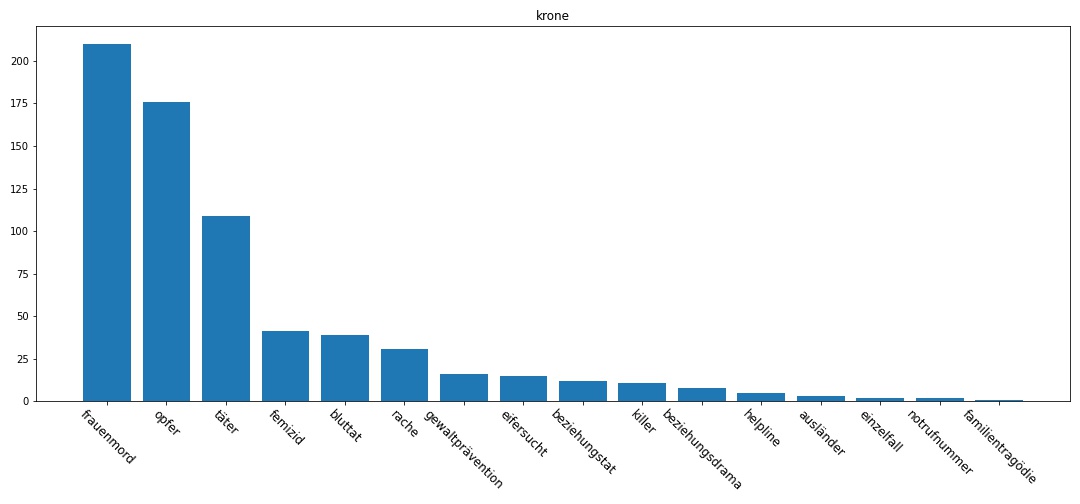 krone
200
175
150
125
100
75
50
25
0
frauenmord
opfer
täter
femizid
bluttat
rache
gewaltprävention
eifersucht
beziehungstat
killer
beziehungsdrama
helpline
ausländer
einzelfall
notrufnummer
familientragödie